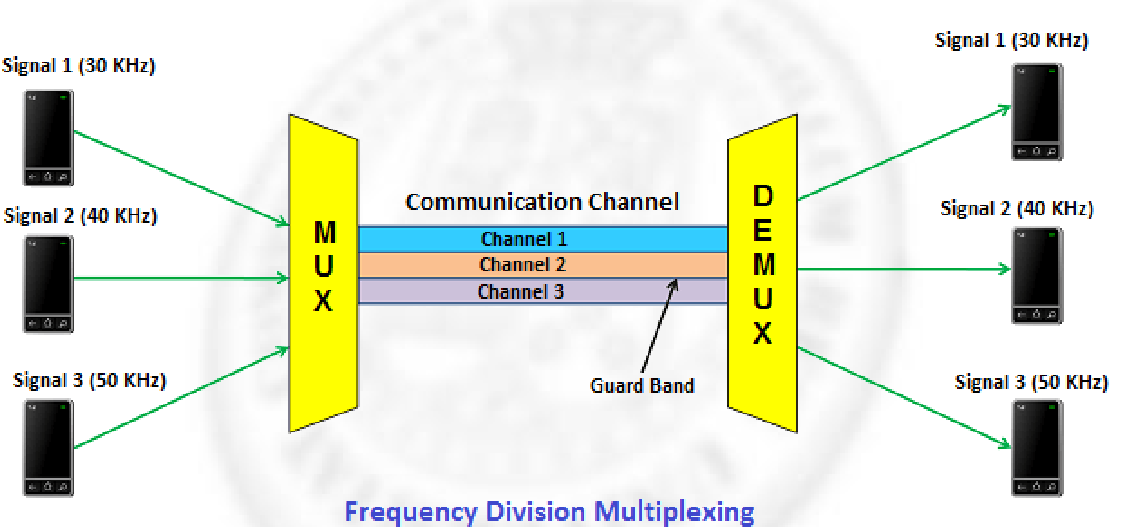 Signal 1 (30 KHz)
Signal 2 (40 KHz)
Signal 3 (50 KHz)
MUX
Communication Channel
Channel 1
Channel 2
Channel 3
Guard Band
DEMUX
Signal 1 (30 KHz)
Signal 2 (40 KHz)
Signal 3 (50 KHz)
Frequency Division Multiplexing